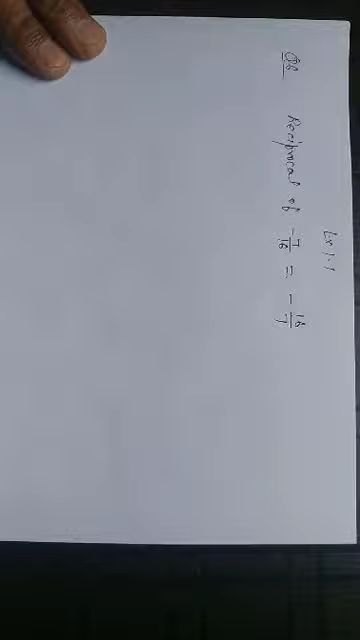 Ex 1.1
Q6 Reciprocal of -7/16 = -16/7